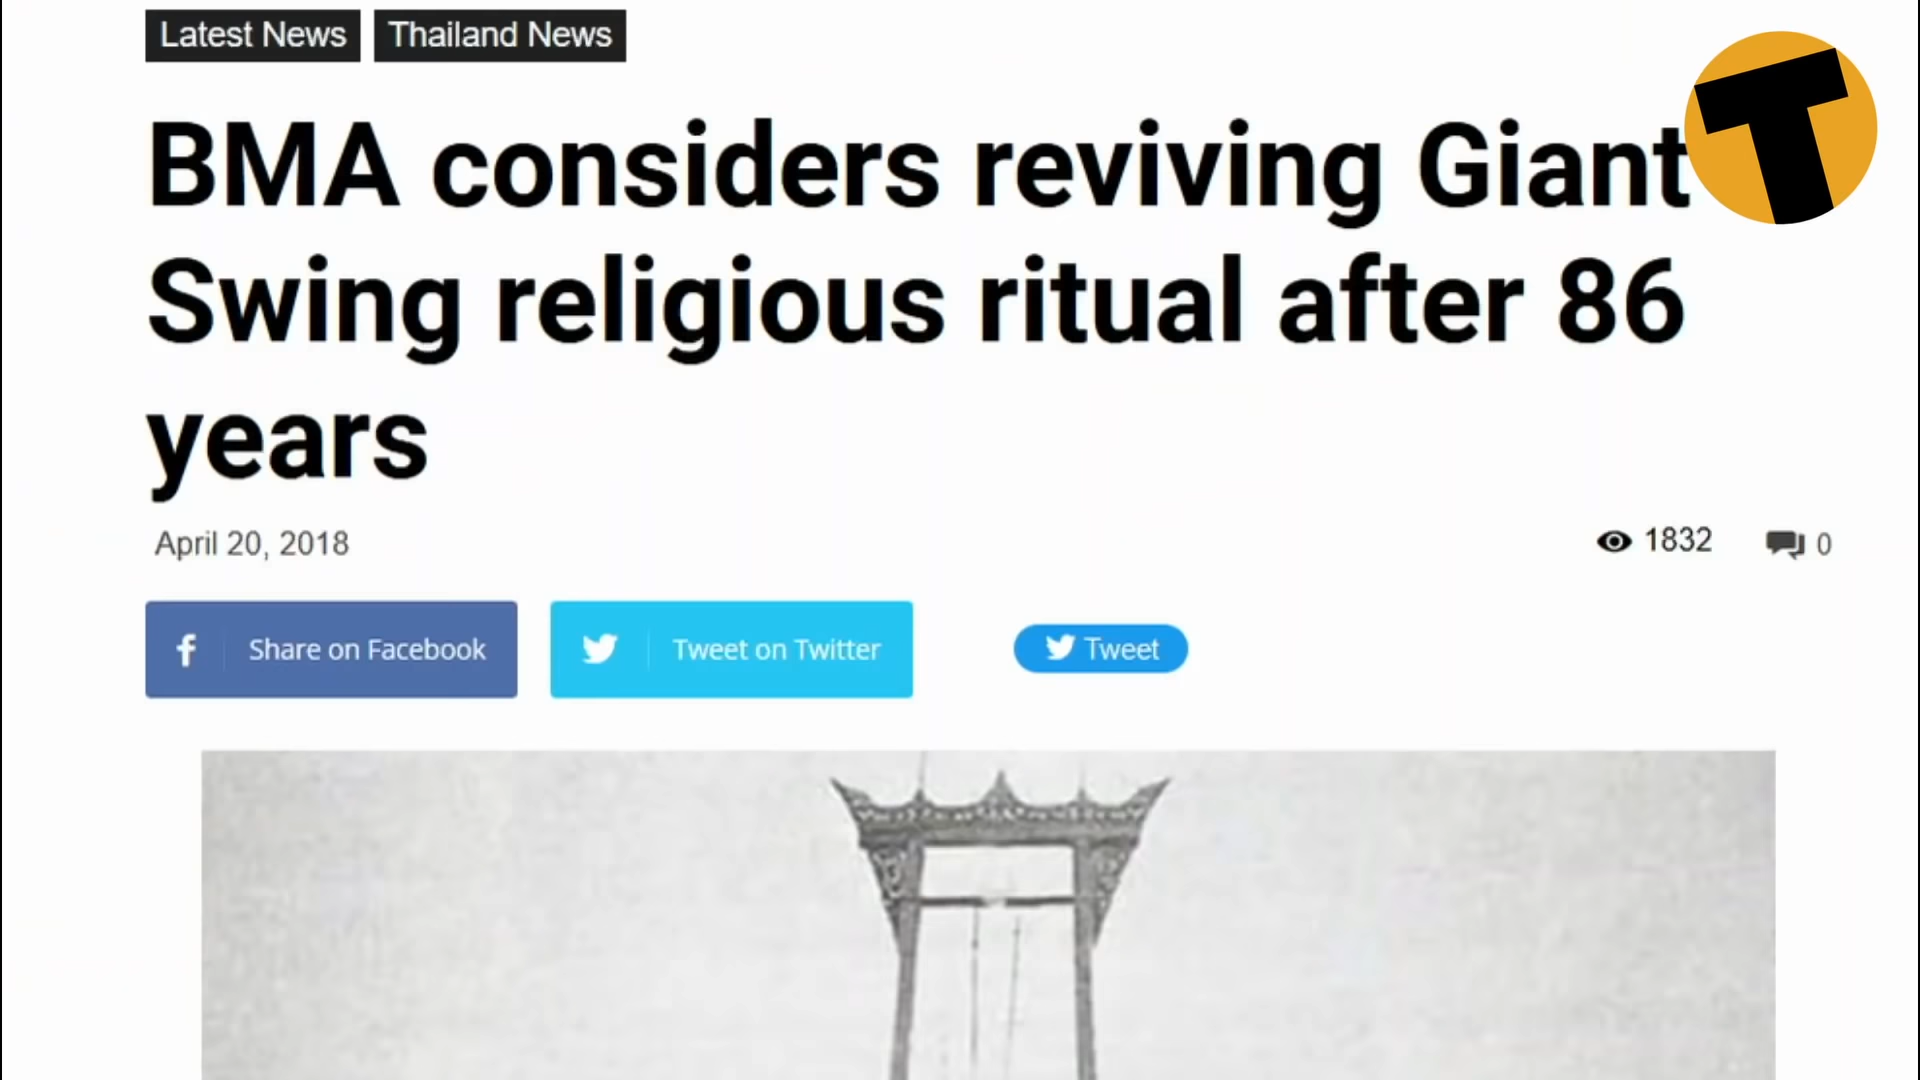 Latest News Thailand News
BMA considers reviving Giant
Swing religious ritual after 86
years
April 20, 2018 1832 0
f Share on Facebook Tweet on Twitter Tweet
T